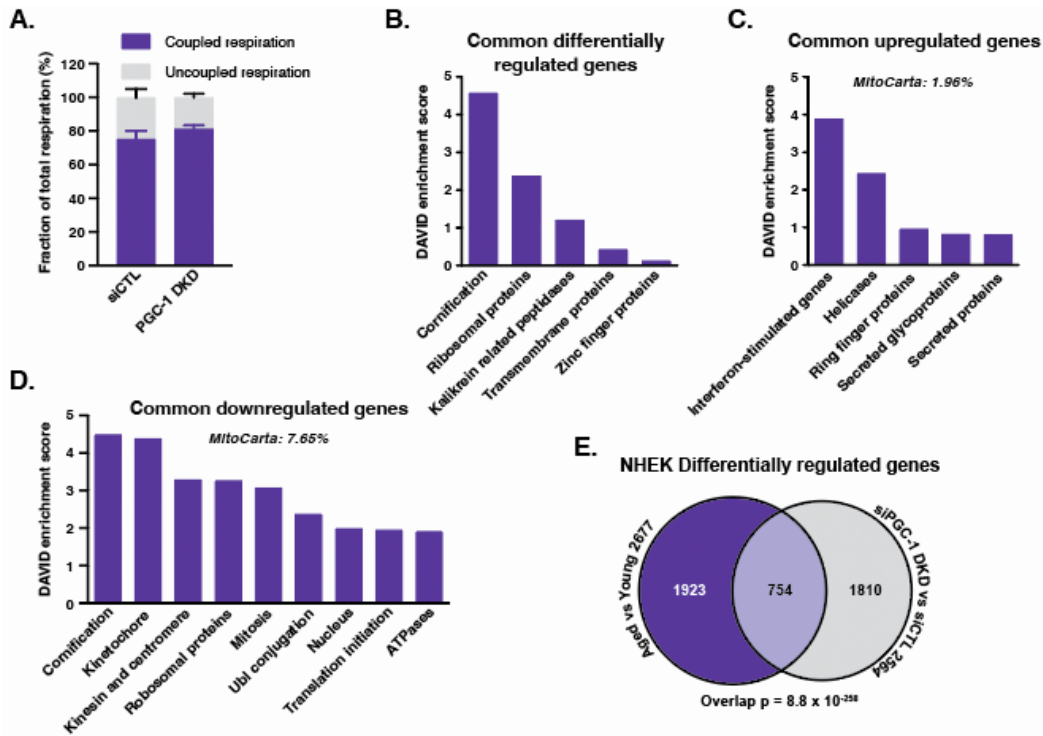 A.
Coupled respiration
Uncoupled respiration
Fraction of total respiration (%)
120
100
80
60
40
20
0
siCTL
PGC-1 DKD
B.
Common differentially
regulated genes
DAVID enrichment score
5
4
3
2
1
0
Cornification
Ribosomal proteins
Kalikrein related peptidases
Transmembrane proteins
Zinc finger proteins
C.
Common upregulated genes
MitoCarta: 1.96%
DAVID enrichment score
5
4
3
2
1
0
Interferon-stimulated genes
Helicases
Ring finger proteins
Secreted glycoproteins
Secreted proteins
D.
Common downregulated genes
MitoCarta: 7.65%
DAVID enrichment score
5
4
3
2
1
0
Cornification
Kinetochore
Kinesin and centromere
Robosomal proteins
Mitosis
Ubl conjugation
Nucleus
Translation initiation
ATPases
E.
NHEK Differentially regulated genes
Aged vs Young 2677
1923
754
1810
siPGC-1 DKD vs siCTL 2564
Overlap p = 8.8 x 10⁻²⁵⁸